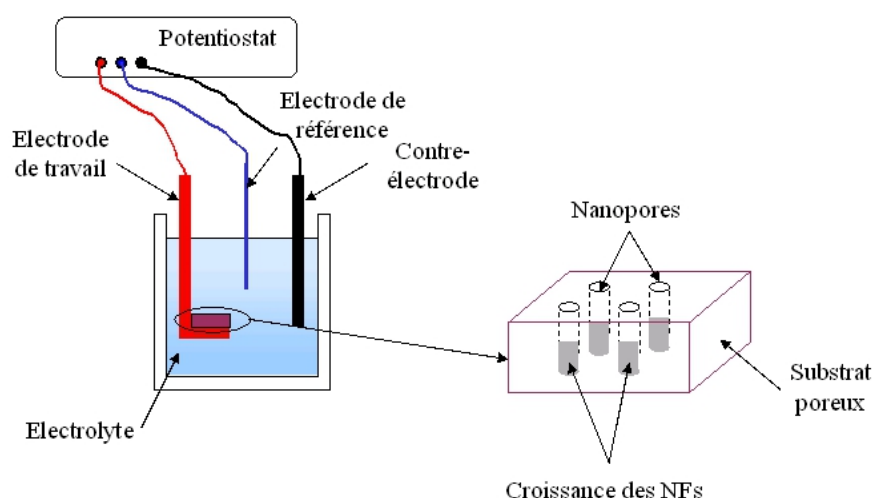 Potentiostat
Electrode de
référence
Electrode
de travail
Contre-
électrode
Nanopores
Substrat
poreux
Electrolyte
Croissance des NFs